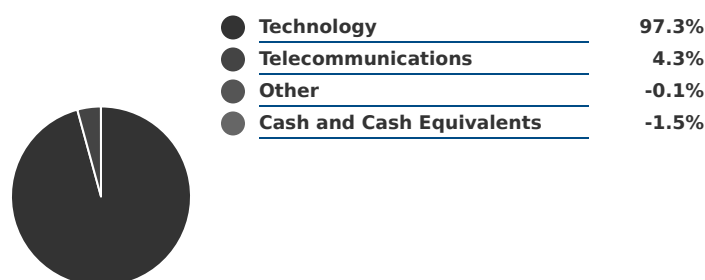 Technology 97.3%
Telecommunications 4.3%
Other -0.1%
Cash and Cash Equivalents -1.5%